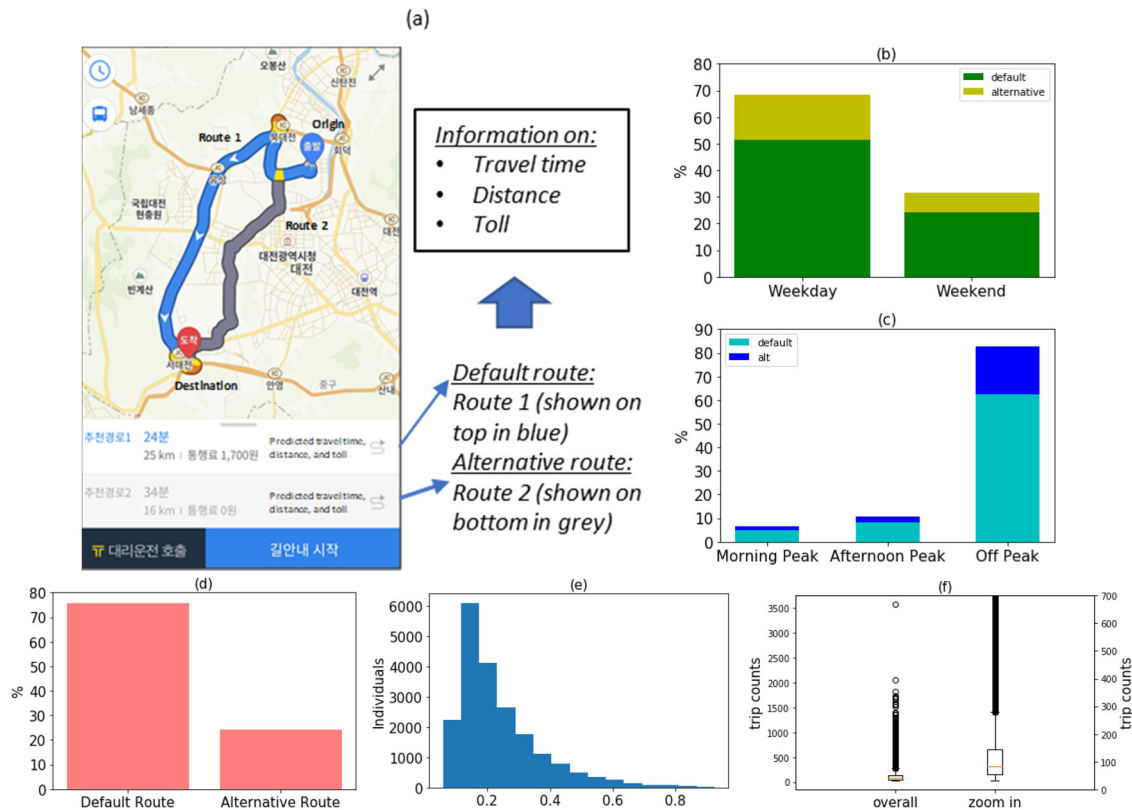 (a)
오봉산
신탄진
IC
남세종
Route 1
Origin
북대전
출발
회덕
유성
국립대전
현충원
Route 2
대전광역시청
대전
대전
빈계산
대전역
도착
서대전
Destination
안영
중구
산내
추천경로1 24분
25 km | 통행료 1,700원
Predicted travel time,
distance, and toll
추천경로2 34분
16 km | 통행료 0원
Predicted travel time,
distance, and toll
대리운전 호출
길안내 시작
Information on:
• Travel time
• Distance
• Toll
Default route:
Route 1 (shown on
top in blue)
Alternative route:
Route 2 (shown on
bottom in grey)
(b)
80
70
60
50
40
30
20
10
0
%
default
alternative
Weekday
Weekend
(c)
90
80
70
60
50
40
30
20
10
0
%
default
alt
Morning Peak
Afternoon Peak
Off Peak
(d)
80
70
60
50
40
30
20
10
0
%
Default Route
Alternative Route
(e)
6000
5000
4000
3000
2000
1000
0
Individuals
0.2
0.4
0.6
0.8
(f)
3500
3000
2500
2000
1500
1000
500
0
trip counts
overall
zoom in
700
600
500
400
300
200
100
0
trip counts